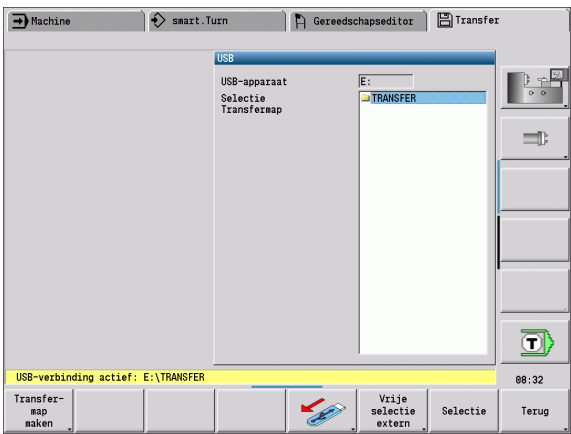 Machine
smart.Turn
Gereedschapseditor
Transfer
USB
USB-apparaat
E:
Selectie
Transfermap
TRANSFER
T
USB-verbinding actief: E:\TRANSFER
08:32
Transfer-
map
maken
Vrije
selectie
extern
Selectie
Terug